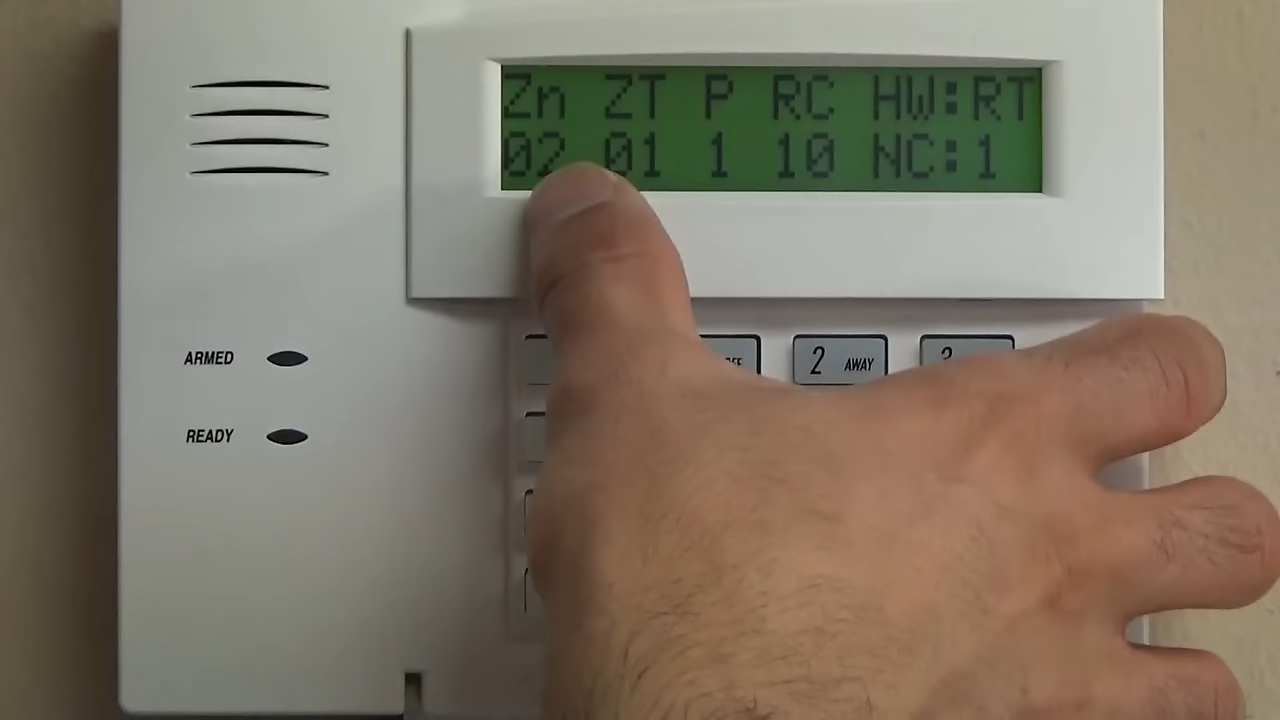 Zn ZT P RC HW:RT
02 01 1 10 NC:1
ARMED
READY
2 AWAY